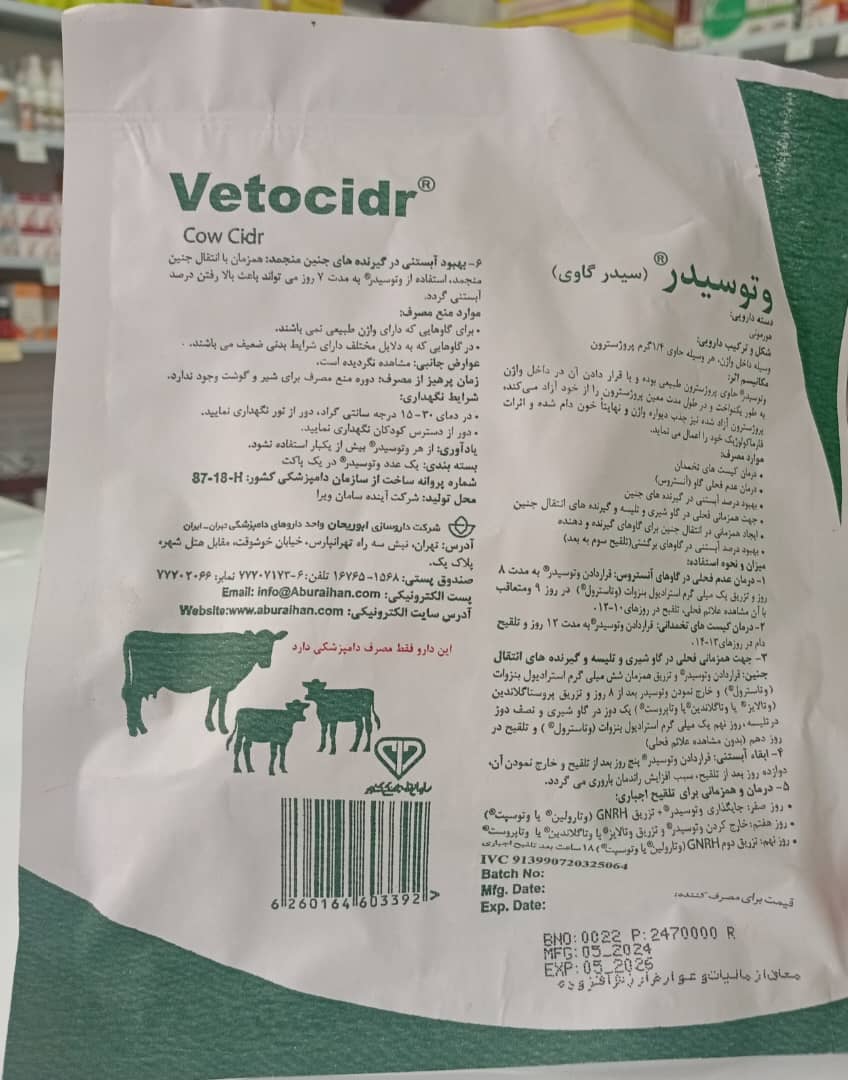 Vetocidr®
Cow Cidr
وتوسیدر® (سیدر گاوی)
دسته دارویی:
هورمونی
شکل و ترکیب دارویی:
وسیله داخل واژن، هر وسیله حاوی ۱/۴گرم پروژسترون
مکانیسم اثر:
وتوسیدر® حاوی پروژسترون طبیعی بوده و با قرار دادن آن در داخل واژن
به طور یکنواخت و در طول مدت معین پروژسترون را از خود آزاد می‌کند،
پروژسترون آزاد شده نیز جذب دیواره واژن و نهایتاً خون دام شده و اثرات
فارماکولوژیک خود را اعمال می نماید.
موارد مصرف:
• درمان کیست های تخمدان
• درمان عدم فحلی گاو (آنستروس)
• بهبود درصد آبستنی در گیرنده های جنین
• جهت همزمانی فحلی در گاو شیری و تلیسه و گیرنده های انتقال جنین
• ایجاد همزمانی در انتقال جنین برای گاوهای گیرنده و دهنده
• بهبود درصد آبستنی در گاوهای برگشتی(تلقیح سوم به بعد)
میزان و نحوه استفاده:
۱- درمان عدم فحلی در گاوهای آنستروس: قراردادن وتوسیدر® به مدت ۸
روز و تزریق یک میلی گرم استرادیول بنزوات (وتاسترول®) در روز ۹ ومتعاقب
با آن مشاهده علائم فحلی، تلقیح در روزهای ۱۰-۱۲.
۲- درمان کیست های تخمدانی: قراردادن وتوسیدر® به مدت ۱۲ روز و تلقیح
دام در روزهای ۱۳-۱۴.
۳- جهت همزمانی فحلی در گاو شیری و تلیسه و گیرنده های انتقال
جنین: قراردادن وتوسیدر® و تزریق همزمان شش میلی گرم استرادیول بنزوات
(وتاسترول®) و خارج نمودن وتوسیدر بعد از ۸ روز و تزریق پروستاگلاندین
(وتالایز® یا وتاگلاندین® یا وتاپروست®) یک دوز در گاو شیری و نصف دوز
درتلیسه، روز نهم یک میلی گرم استرادیول بنزوات (وتاسترول®) و تلقیح در
روز دهم (بدون مشاهده علائم فحلی)
۴- ابقاء آبستنی: قراردادن وتوسیدر® پنج روز بعد از تلقیح و خارج نمودن آن،
دوازده روز بعد از تلقیح، سبب افزایش راندمان باروری می گردد.
۵- درمان و همزمانی برای تلقیح اجباری:
• روز صفر: جایگذاری وتوسیدر®+ تزریق GNRH (وتارولین® یا وتوسپت®)
• روز هفتم: خارج کردن وتوسیدر® و تزریق وتالایز® یا وتاگلاندین® یا وتاپروست®
• روز نهم: تزریق دوم GNRH (وتارولین® یا وتوسپت®) ۱۸ساعت بعد تلقیح اجباری
IVC 913990720325064
Batch No:
Mfg. Date:
Exp. Date:
قیمت برای مصرف کننده:
BNO: 0022 P: 2470000 R
MFG: 05_2024
EXP: 05_2026
معاف از مالیات و عوارض ارزش افزوده
۶- بهبود آبستنی در گیرنده های جنین منجمد: همزمان با انتقال جنین
منجمد، استفاده از وتوسیدر® به مدت ۷ روز می تواند باعث بالا رفتن درصد
آبستنی گردد.
موارد منع مصرف:
• برای گاوهایی که دارای واژن طبیعی نمی باشند.
• در گاوهایی که به دلایل مختلف دارای شرایط بدنی ضعیف می باشند.
عوارض جانبی: مشاهده نگردیده است.
زمان پرهیز از مصرف: دوره منع مصرف برای شیر و گوشت وجود ندارد.
شرایط نگهداری:
• در دمای ۳۰-۱۵ درجه سانتی گراد، دور از نور نگهداری نمایید.
• دور از دسترس کودکان نگهداری نمایید.
یادآوری: از هر وتوسیدر® بیش از یکبار استفاده نشود.
بسته بندی: یک عدد وتوسیدر® در یک پاکت
شماره پروانه ساخت از سازمان دامپزشکی کشور: 87-18-H
محل تولید: شرکت آینده سامان ویرا
شرکت داروسازی ابوریحان واحد داروهای دامپزشکی تهران- ایران
آدرس: تهران، نبش سه راه تهرانپارس، خیابان خوشوقت، مقابل هتل شهر،
پلاک یک.
صندوق پستی: ۱۵۶۸-۱۶۷۶۵ تلفن: ۶-۷۷۷۰۷۱۷۳ نمابر: ۷۷۷۰۲۰۶۶
پست الکترونیکی: Email: info@Aburaihan.com
آدرس سایت الکترونیکی: Website:www.aburaihan.com
این دارو فقط مصرف دامپزشکی دارد
سازمان دامپزشکی کشور
6 260164 603392 >